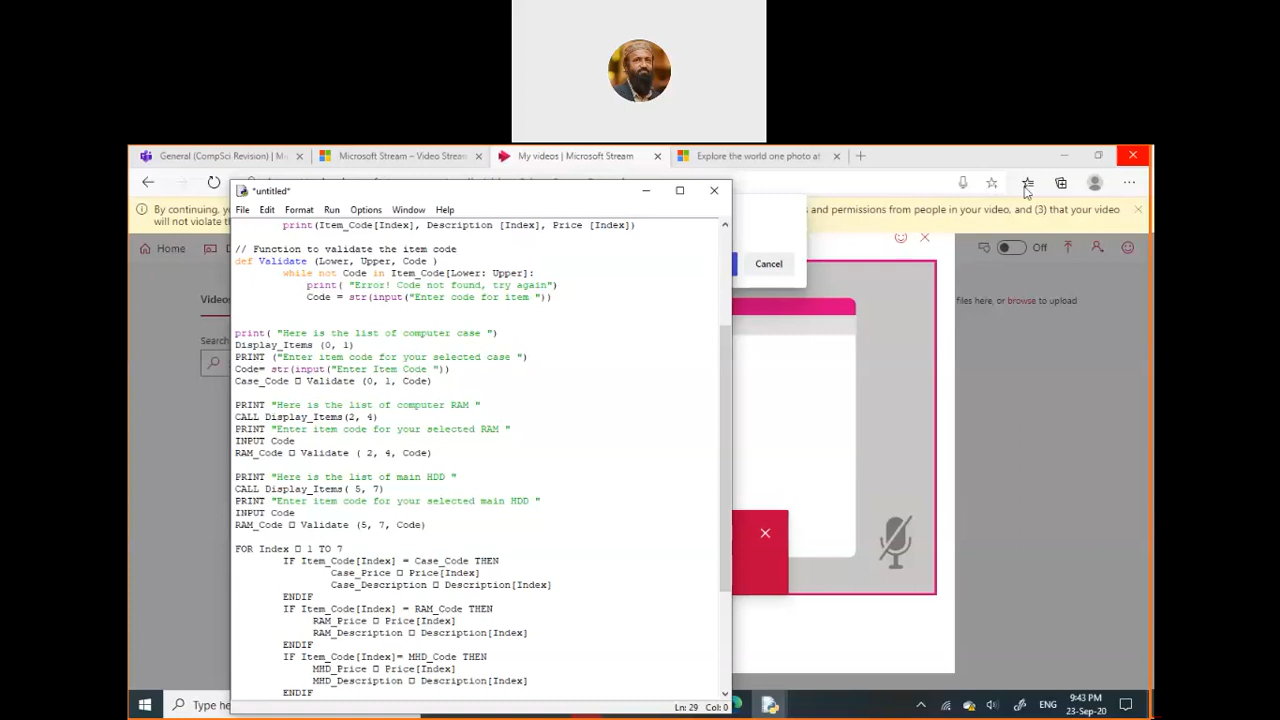 General (CompSci Revision) | Mi
Microsoft Stream – Video Stream
My videos | Microsoft Stream
Explore the world one photo at
*untitled*
By continuing, yo
and permissions from people in your video, and (3) that your video
will not violate th
File Edit Format Run Options Window Help
print(Item_Code[Index], Description [Index], Price [Index])
// Function to validate the item code
def Validate (Lower, Upper, Code )
while not Code in Item_Code[Lower: Upper]:
print( "Error! Code not found, try again")
Code = str(input("Enter code for item "))
print( "Here is the list of computer case ")
Display_Items (0, 1)
PRINT ("Enter item code for your selected case ")
Code= str(input("Enter Item Code "))
Case_Code □ Validate (0, 1, Code)
PRINT "Here is the list of computer RAM "
CALL Display_Items(2, 4)
PRINT "Enter item code for your selected RAM "
INPUT Code
RAM_Code □ Validate ( 2, 4, Code)
PRINT "Here is the list of main HDD "
CALL Display_Items( 5, 7)
PRINT "Enter item code for your selected main HDD "
INPUT Code
RAM_Code □ Validate (5, 7, Code)
FOR Index □ 1 TO 7
IF Item_Code[Index] = Case_Code THEN
Case_Price □ Price[Index]
Case_Description □ Description[Index]
ENDIF
IF Item_Code[Index] = RAM_Code THEN
RAM_Price □ Price[Index]
RAM_Description □ Description[Index]
ENDIF
IF Item_Code[Index]= MHD_Code THEN
MHD_Price □ Price[Index]
MHD_Description □ Description[Index]
ENDIF
Ln: 29 Col: 0
Home
Off
Cancel
Videos
files here, or browse to upload
Search
Type he
ENG
9:43 PM
23-Sep-20